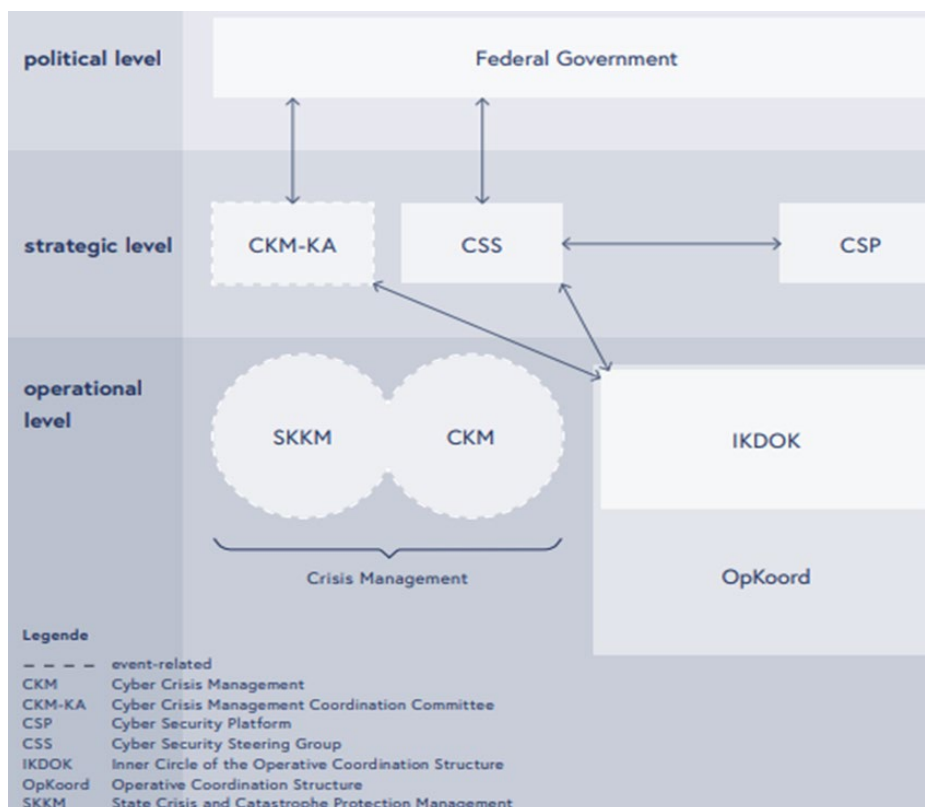 political level
Federal Government
strategic level
CKM-KA
CSS
CSP
operational
level
SKKM
CKM
IKDOK
Crisis Management
OpKoord
Legende
event-related
CKM Cyber Crisis Management
CKM-KA Cyber Crisis Management Coordination Committee
CSP Cyber Security Platform
CSS Cyber Security Steering Group
IKDOK Inner Circle of the Operative Coordination Structure
OpKoord Operative Coordination Structure
SKKM State Crisis and Catastrophe Protection Management